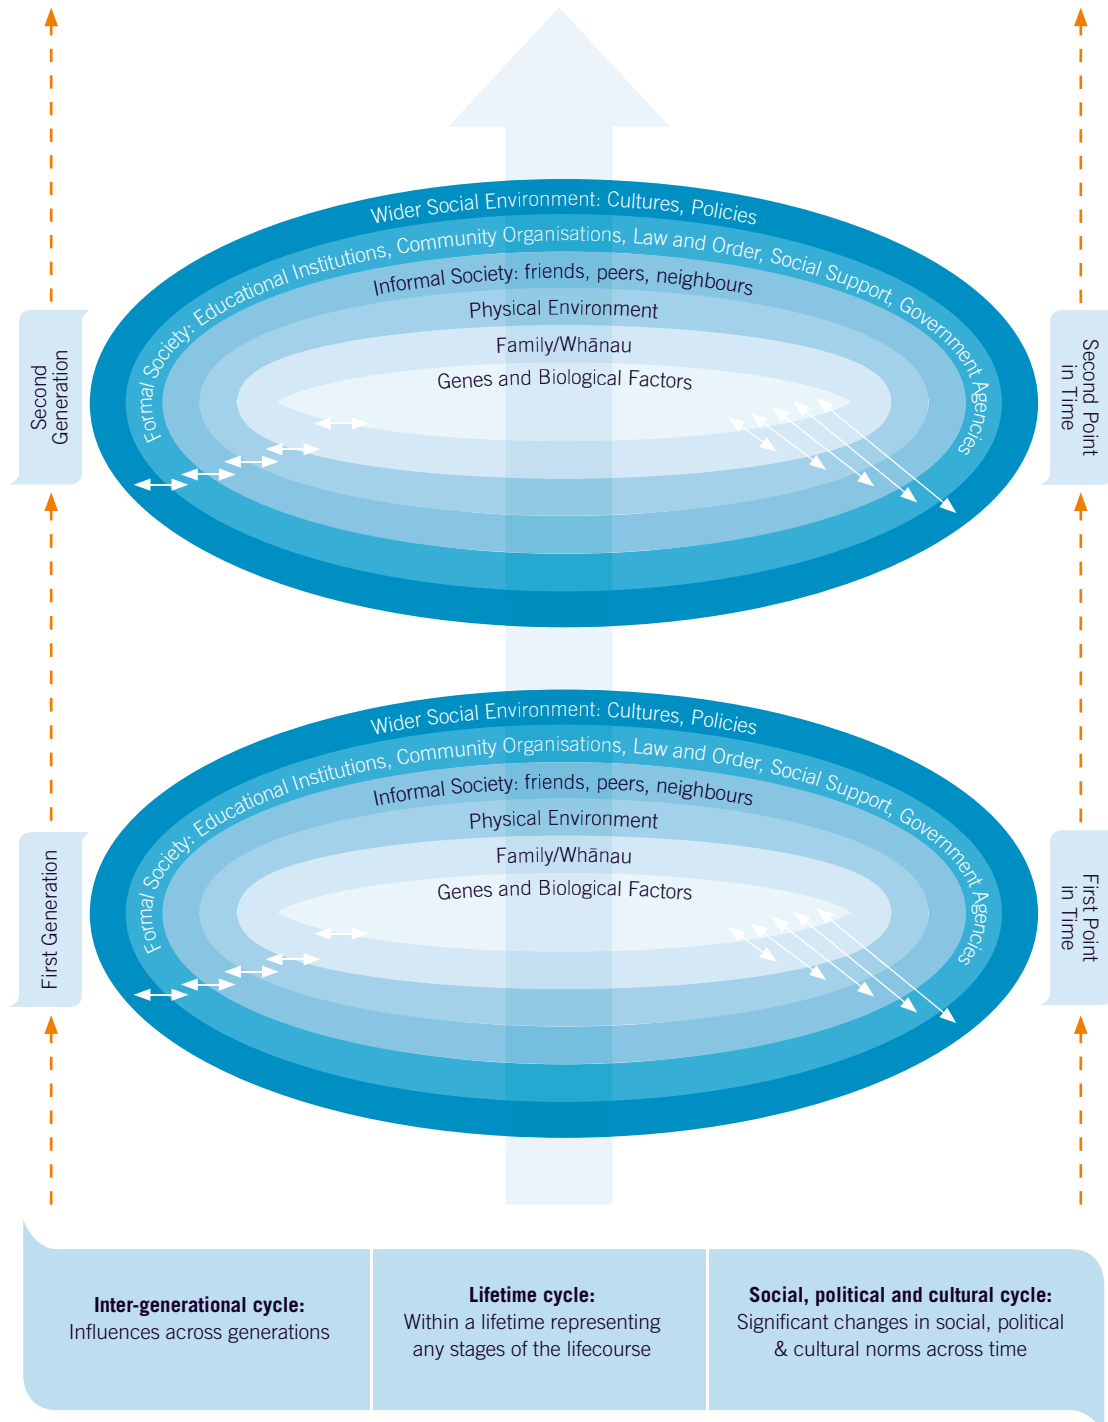 Wider Social Environment: Cultures, Policies
Formal Society: Educational Institutions, Community Organisations, Law and Order, Social Support, Government Agencies
Informal Society: friends, peers, neighbours
Physical Environment
Family/Whānau
Genes and Biological Factors
Second
Generation
Second Point
in Time
Wider Social Environment: Cultures, Policies
Formal Society: Educational Institutions, Community Organisations, Law and Order, Social Support, Government Agencies
Informal Society: friends, peers, neighbours
Physical Environment
Family/Whānau
Genes and Biological Factors
First Generation
First Point
in Time
Inter-generational cycle:
Influences across generations
Lifetime cycle:
Within a lifetime representing
any stages of the lifecourse
Social, political and cultural cycle:
Significant changes in social, political
& cultural norms across time